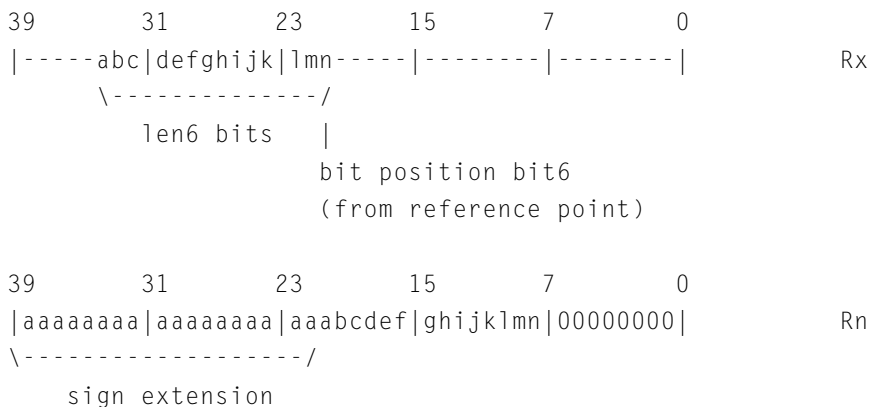 39 31 23 15 7 0
|-----abc|defghijk|lmn-----|--------|--------| Rx
\--------------/
len6 bits |
bit position bit6
(from reference point)
39 31 23 15 7 0
|aaaaaaaa|aaaaaaaa|aaabcdef|ghijklmn|00000000| Rn
\-------------------/
sign extension